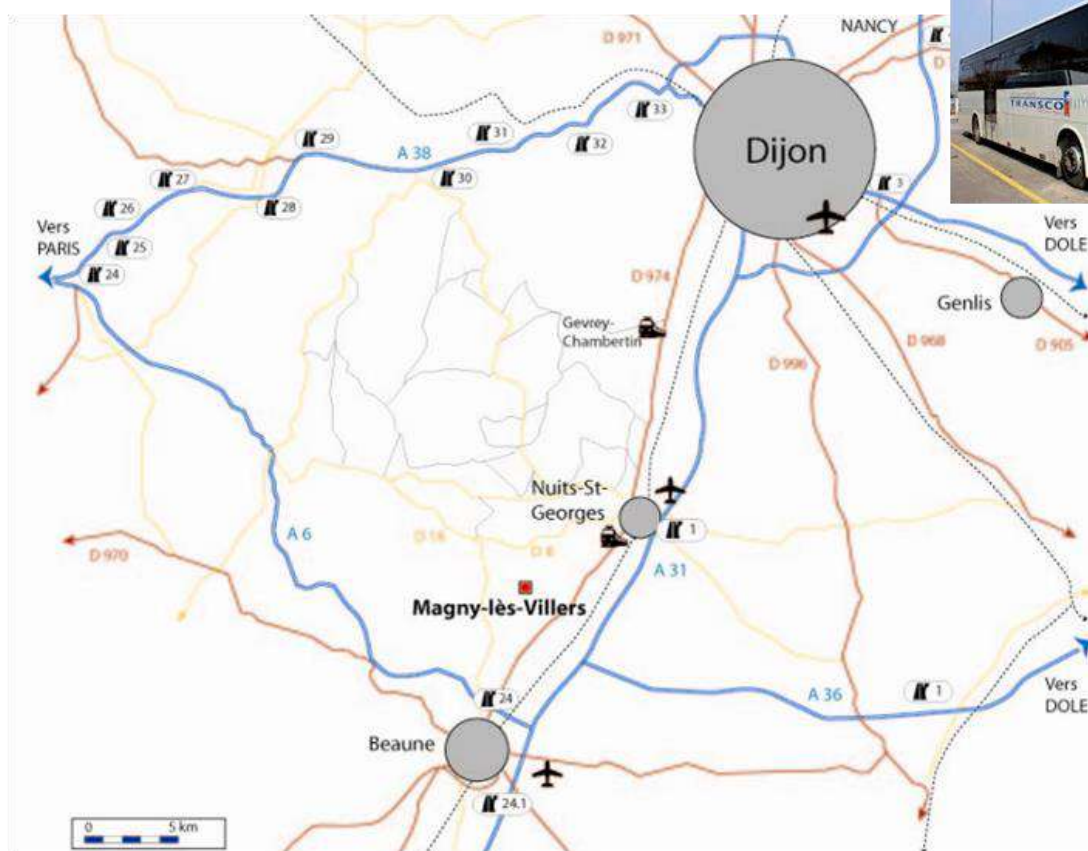 D 971
NANCY
TRANSCO
33
31
29
32
A 38
Dijon
30
27
3
26
28
Vers
PARIS
25
Vers
DOLE
24
D 974
Genlis
Gevrey-
Chambertin
D 968
D 905
D 996
Nuits-St-
Georges
1
A 6
D 16
D 8
D 970
A 31
Magny-lès-Villers
24
A 36
1
Vers
DOLE
Beaune
24.1
0
5 km